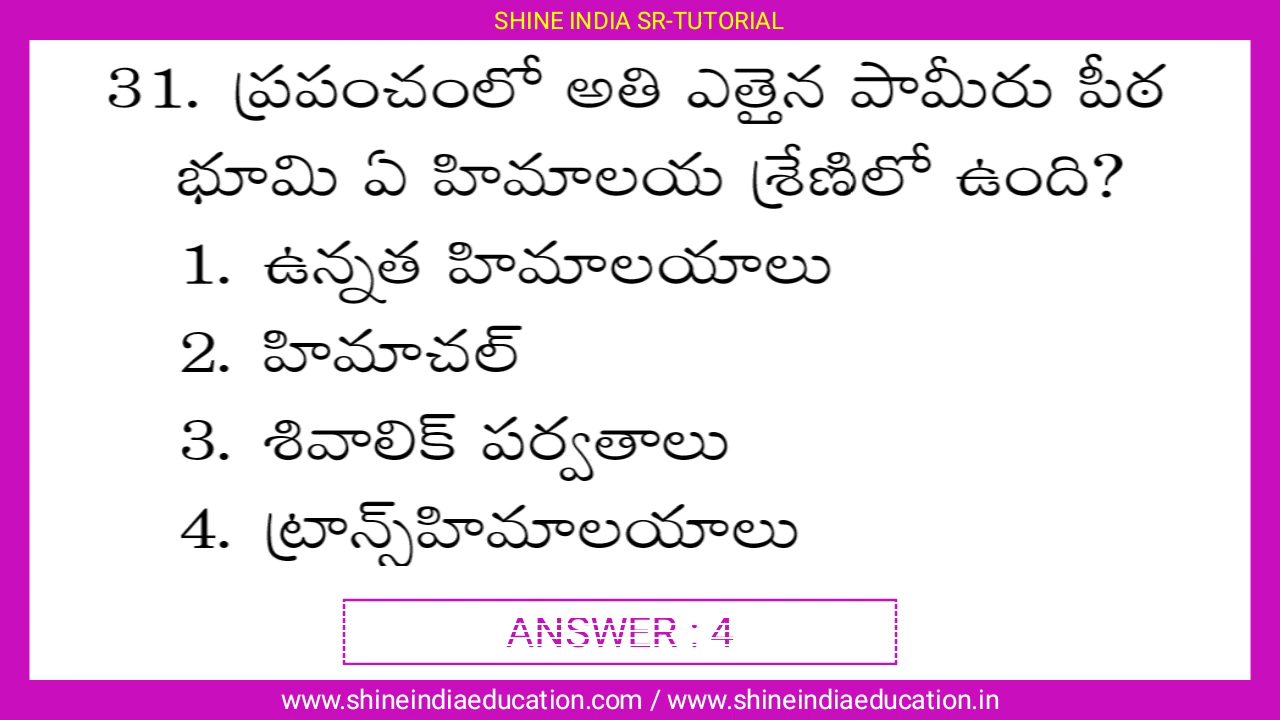 SHINE INDIA SR-TUTORIAL
31. ప్రపంచంలో అతి ఎత్తైన పామీరు పీఠ
భూమి ఏ హిమాలయ శ్రేణిలో ఉంది?
1. ఉన్నత హిమాలయాలు
2. హిమాచల్
3. శివాలిక్ పర్వతాలు
4. ట్రాన్స్‌హిమాలయాలు
ANSWER : 4
www.shineindiaeducation.com / www.shineindiaeducation.in